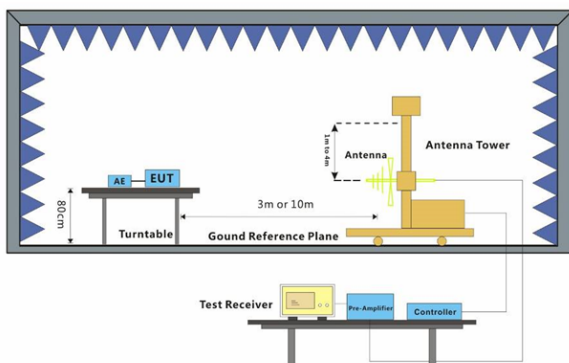 1m to 4m
Antenna
Antenna Tower
AE
EUT
80cm
3m or 10m
Turntable
Gound Reference Plane
Test Receiver
Pre-Amplifier
Controller